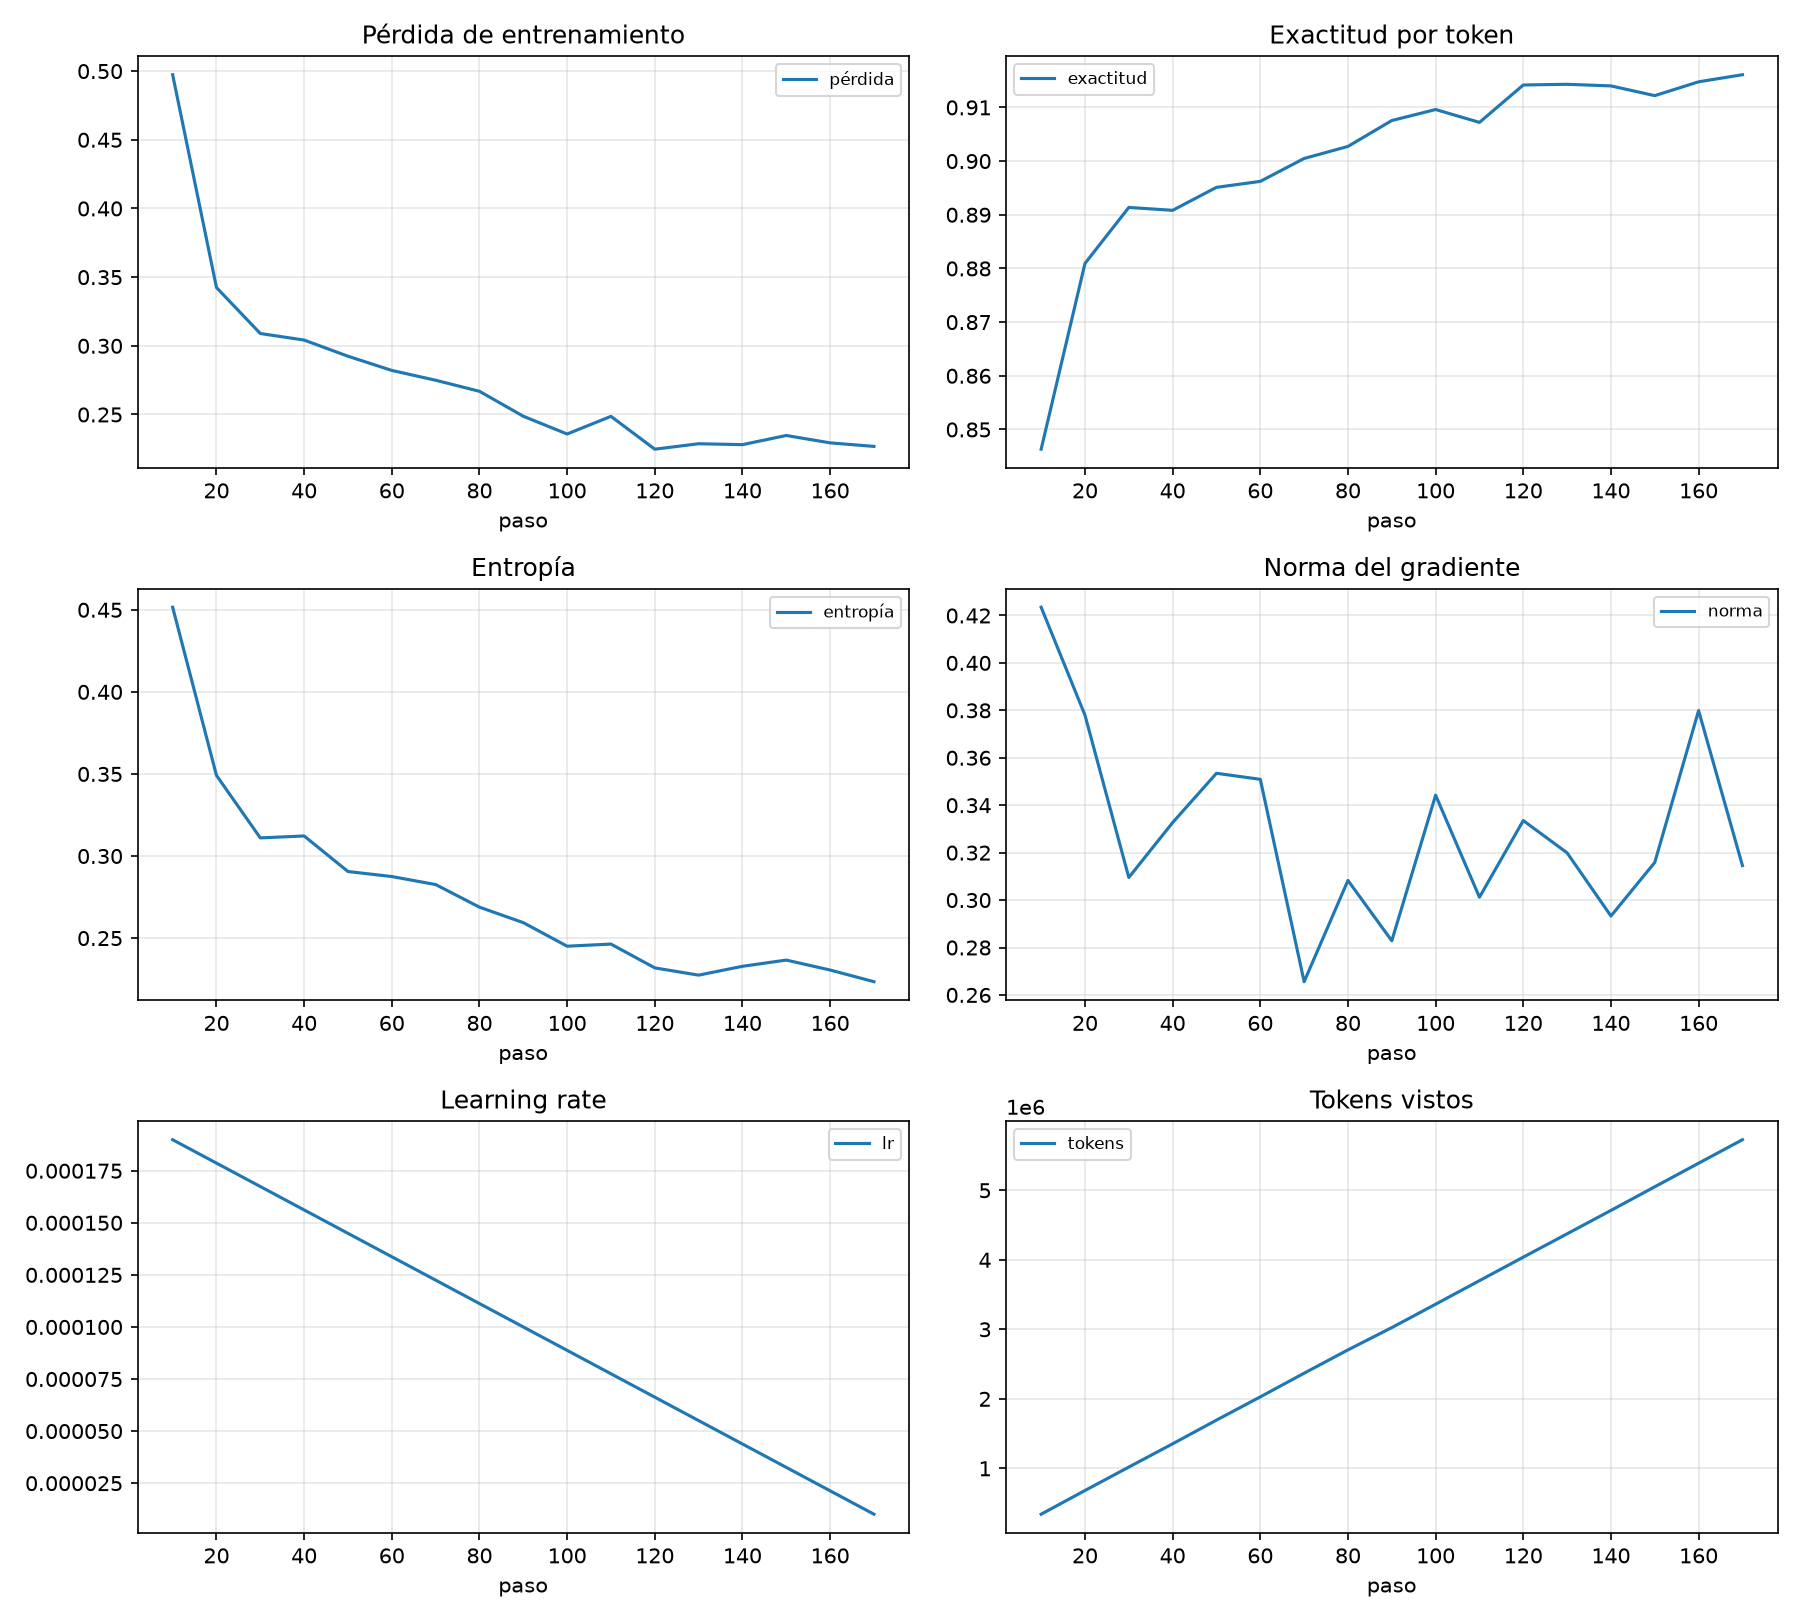 Pérdida de entrenamiento
pérdida
0.50
0.45
0.40
0.35
0.30
0.25
20 40 60 80 100 120 140 160
paso
Exactitud por token
exactitud
0.91
0.90
0.89
0.88
0.87
0.86
0.85
20 40 60 80 100 120 140 160
paso
Entropía
entropía
0.45
0.40
0.35
0.30
0.25
20 40 60 80 100 120 140 160
paso
Norma del gradiente
norma
0.42
0.40
0.38
0.36
0.34
0.32
0.30
0.28
0.26
20 40 60 80 100 120 140 160
paso
Learning rate
lr
0.000175
0.000150
0.000125
0.000100
0.000075
0.000050
0.000025
20 40 60 80 100 120 140 160
paso
Tokens vistos
1e6
tokens
5
4
3
2
1
20 40 60 80 100 120 140 160
paso